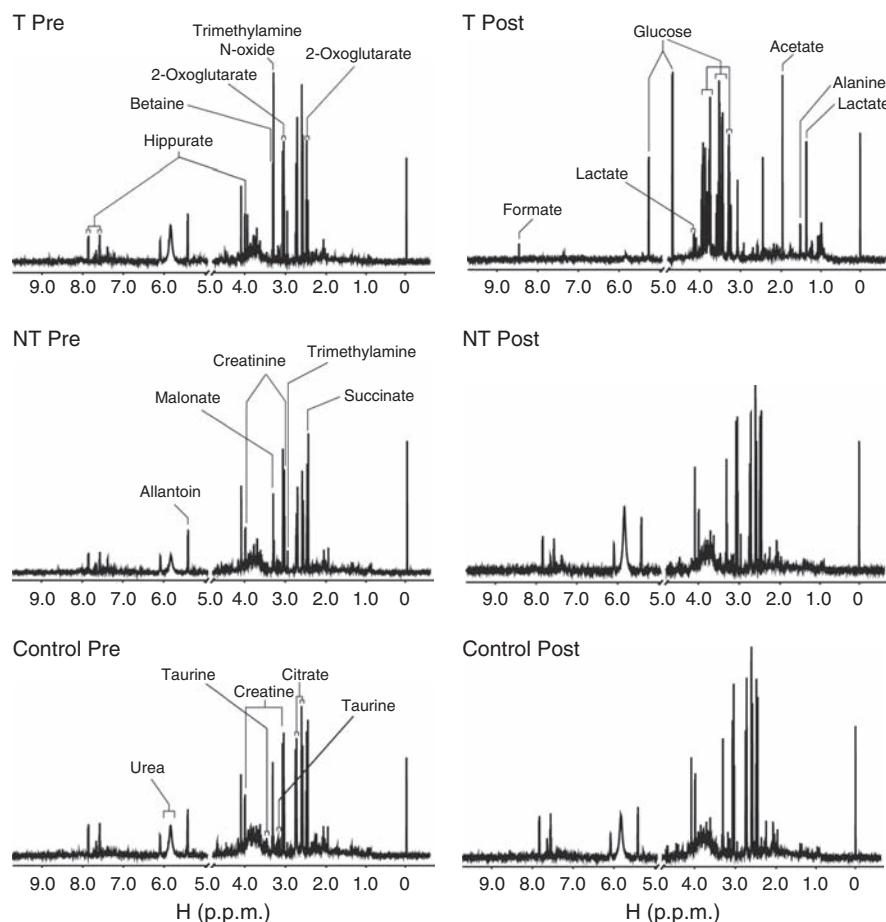 T Pre
Trimethylamine
N-oxide
2-Oxoglutarate
2-Oxoglutarate
Betaine
Hippurate
9.0 8.0 7.0 6.0 5.0 4.0 3.0 2.0 1.0 0
T Post
Glucose
Acetate
Alanine
Lactate
Lactate
Formate
9.0 8.0 7.0 6.0 5.0 4.0 3.0 2.0 1.0 0
NT Pre
Creatinine
Trimethylamine
Malonate
Succinate
Allantoin
9.0 8.0 7.0 6.0 5.0 4.0 3.0 2.0 1.0 0
NT Post
9.0 8.0 7.0 6.0 5.0 4.0 3.0 2.0 1.0 0
Control Pre
Taurine
Citrate
Creatine
Taurine
Urea
9.0 8.0 7.0 6.0 5.0 4.0 3.0 2.0 1.0 0
H (p.p.m.)
Control Post
9.0 8.0 7.0 6.0 5.0 4.0 3.0 2.0 1.0 0
H (p.p.m.)